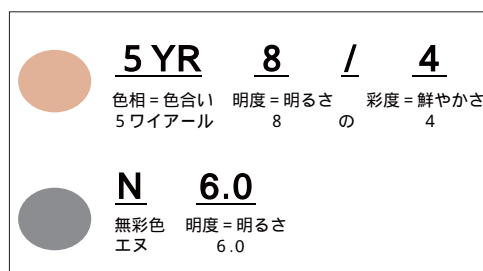 5 YR 8 / 4
色相=色合い 明度=明るさ 彩度=鮮やかさ
5ワイアール 8 の 4
N 6.0
無彩色 明度=明るさ
エヌ 6.0